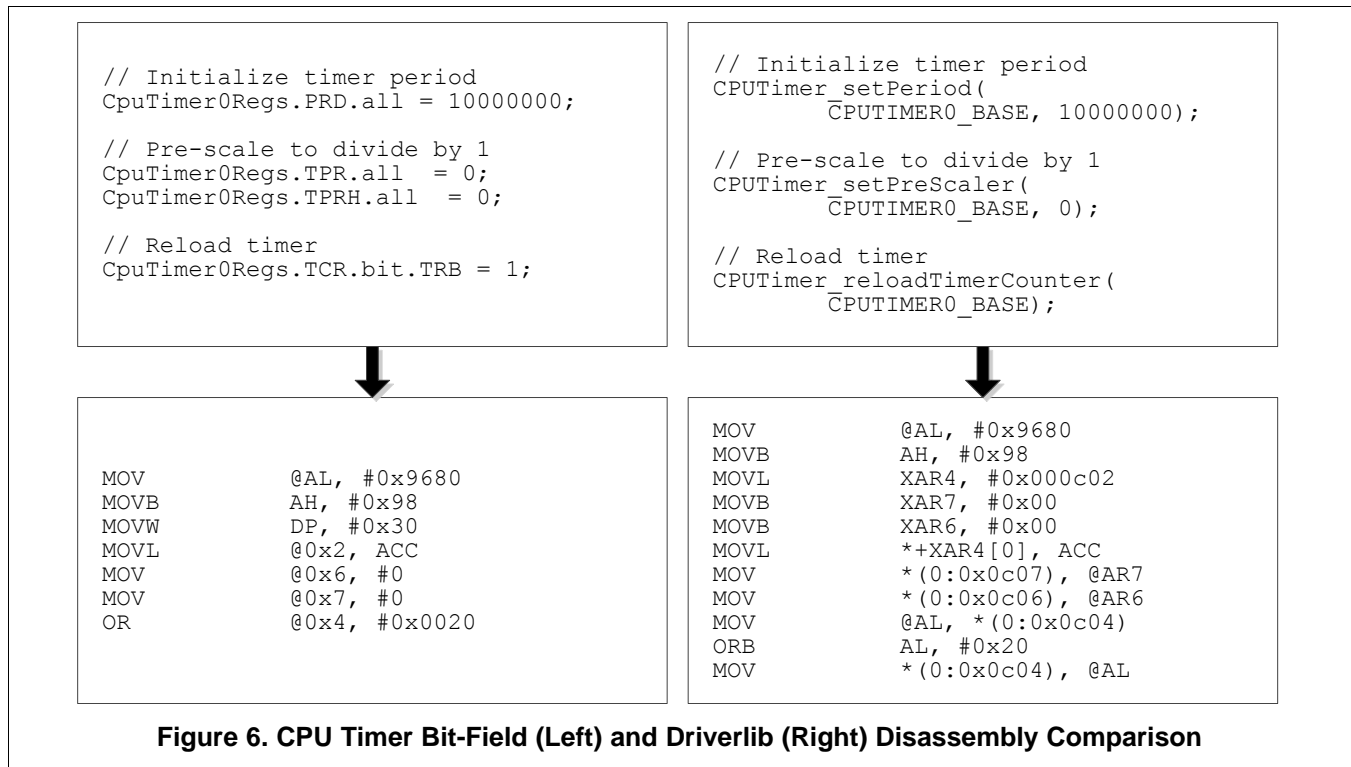 // Initialize timer period
CpuTimer0Regs.PRD.all = 10000000;
// Pre-scale to divide by 1
CpuTimer0Regs.TPR.all  = 0;
CpuTimer0Regs.TPRH.all  = 0;
// Reload timer
CpuTimer0Regs.TCR.bit.TRB = 1;
// Initialize timer period
CPUTimer_setPeriod(
CPUTIMER0_BASE, 10000000);
// Pre-scale to divide by 1
CPUTimer_setPreScaler(
CPUTIMER0_BASE, 0);
// Reload timer
CPUTimer_reloadTimerCounter(
CPUTIMER0_BASE);
MOV @AL, #0x9680
MOVB AH, #0x98
MOVW DP, #0x30
MOVL @0x2, ACC
MOV @0x6, #0
MOV @0x7, #0
OR @0x4, #0x0020
MOV @AL, #0x9680
MOVB AH, #0x98
MOVL XAR4, #0x000c02
MOVB XAR7, #0x00
MOVB XAR6, #0x00
MOVL *+XAR4[0], ACC
MOV *(0:0x0c07), @AR7
MOV *(0:0x0c06), @AR6
MOV @AL, *(0:0x0c04)
ORB AL, #0x20
MOV *(0:0x0c04), @AL
Figure 6. CPU Timer Bit-Field (Left) and Driverlib (Right) Disassembly Comparison